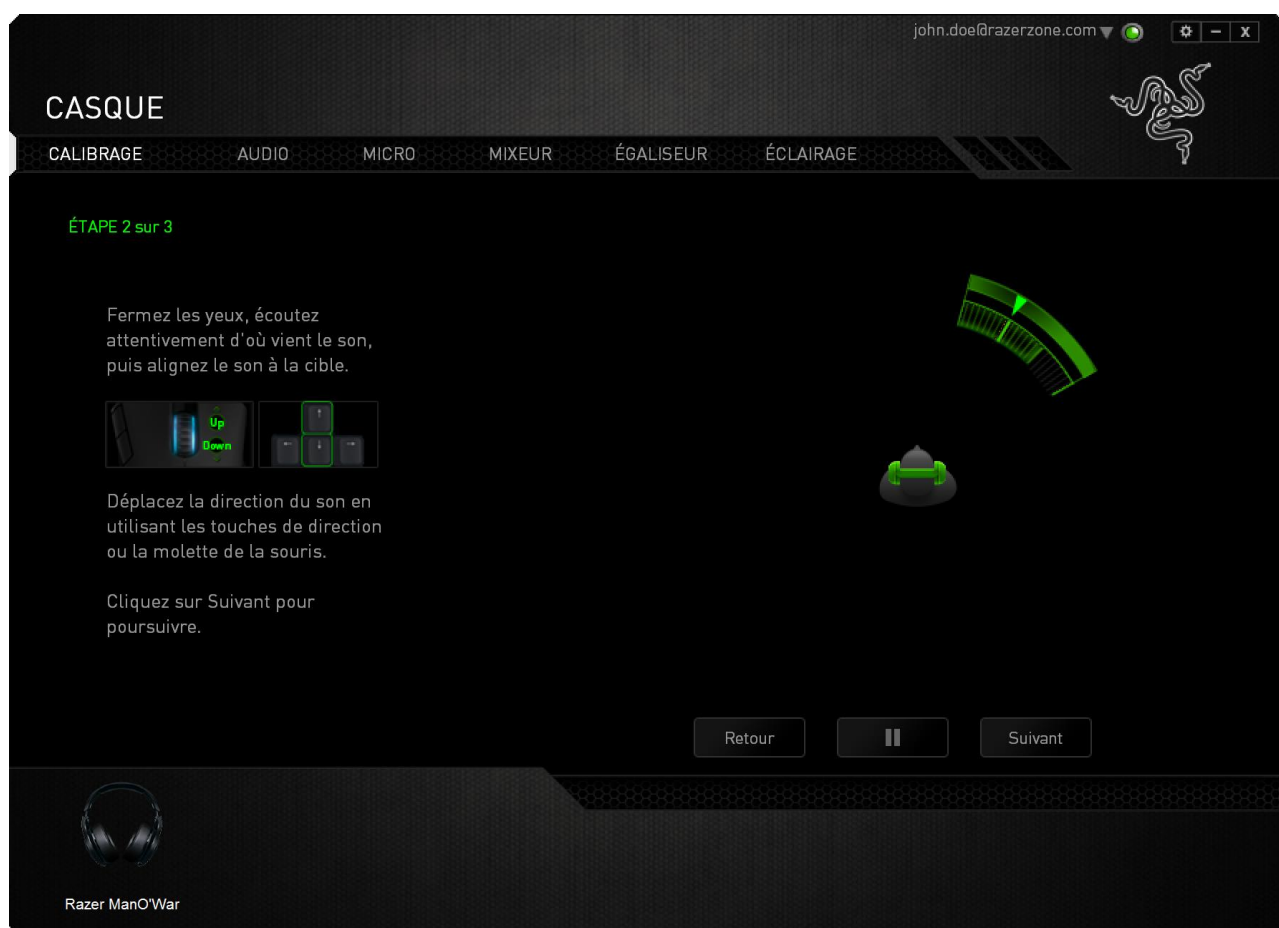 john.doe@razerzone.com
X
CASQUE
CALIBRAGE AUDIO MICRO MIXEUR ÉGALISEUR ÉCLAIRAGE
ÉTAPE 2 sur 3
Fermez les yeux, écoutez
attentivement d'où vient le son,
puis alignez le son à la cible.
Up
Down
Déplacez la direction du son en
utilisant les touches de direction
ou la molette de la souris.
Cliquez sur Suivant pour
poursuivre.
Retour Suivant
Razer ManO'War